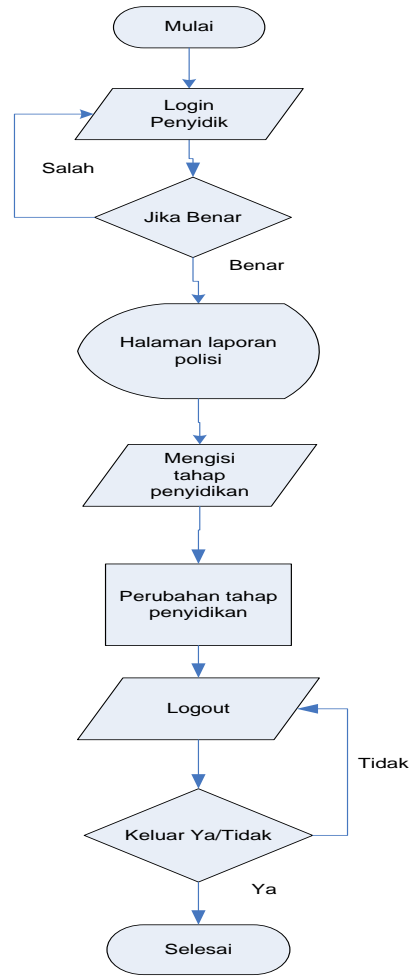 Mulai
Login
Penyidik
Salah
Jika Benar
Benar
Halaman laporan
polisi
Mengisi
tahap
penyidikan
Perubahan tahap
penyidikan
Logout
Tidak
Keluar Ya/Tidak
Ya
Selesai